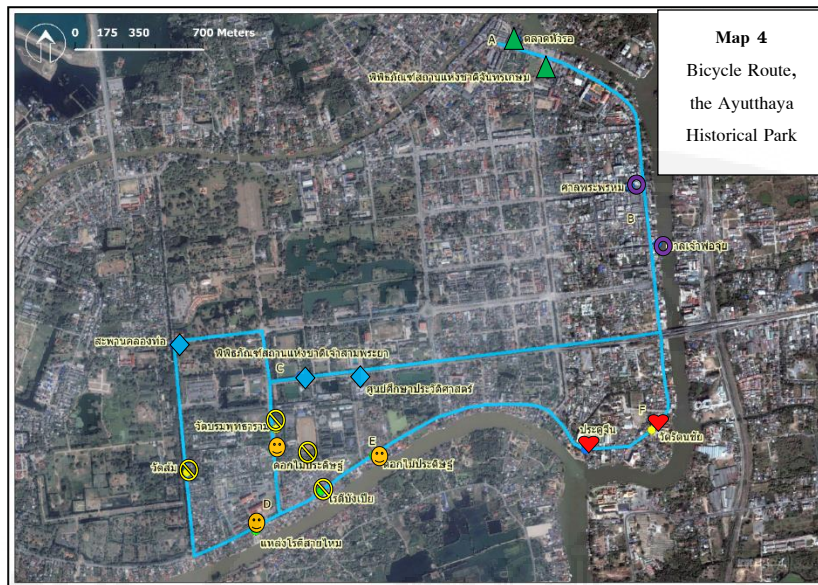 0 175 350 700 Meters
Map 4
Bicycle Route,
the Ayutthaya
Historical Park
A
ตลาดหัวรอ
พิพิธภัณฑ์สถานแห่งชาติจันทรเกษม
ศาลพระพรหม
B
ศาลเจ้าพ่อจุ้ย
สะพานคลองท่อ
พิพิธภัณฑ์สถานแห่งชาติเจ้าสามพระยา
C
ศูนย์ศึกษาประวัติศาสตร์
วัดบรมพุทธาราม
F
ประตูจีน
วัดรัตนชัย
E
วัดส้ม
ดอกไม้ประดิษฐ์
ดอกไม้ประดิษฐ์
โรตีบังเปีย
D
แหล่งโรตีสายไหม